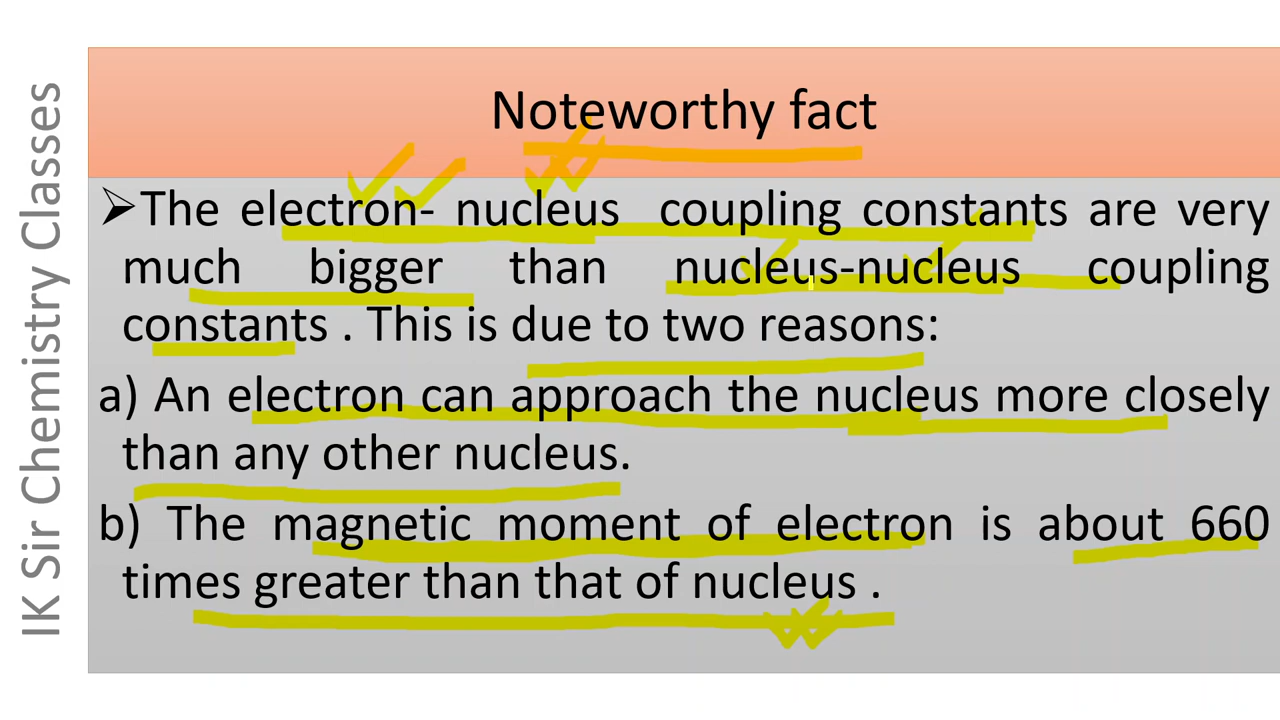 IK Sir Chemistry Classes
Noteworthy fact
➢The electron- nucleus coupling constants are very
much bigger than nucleus-nucleus coupling
constants . This is due to two reasons:
a) An electron can approach the nucleus more closely
than any other nucleus.
b) The magnetic moment of electron is about 660
times greater than that of nucleus .